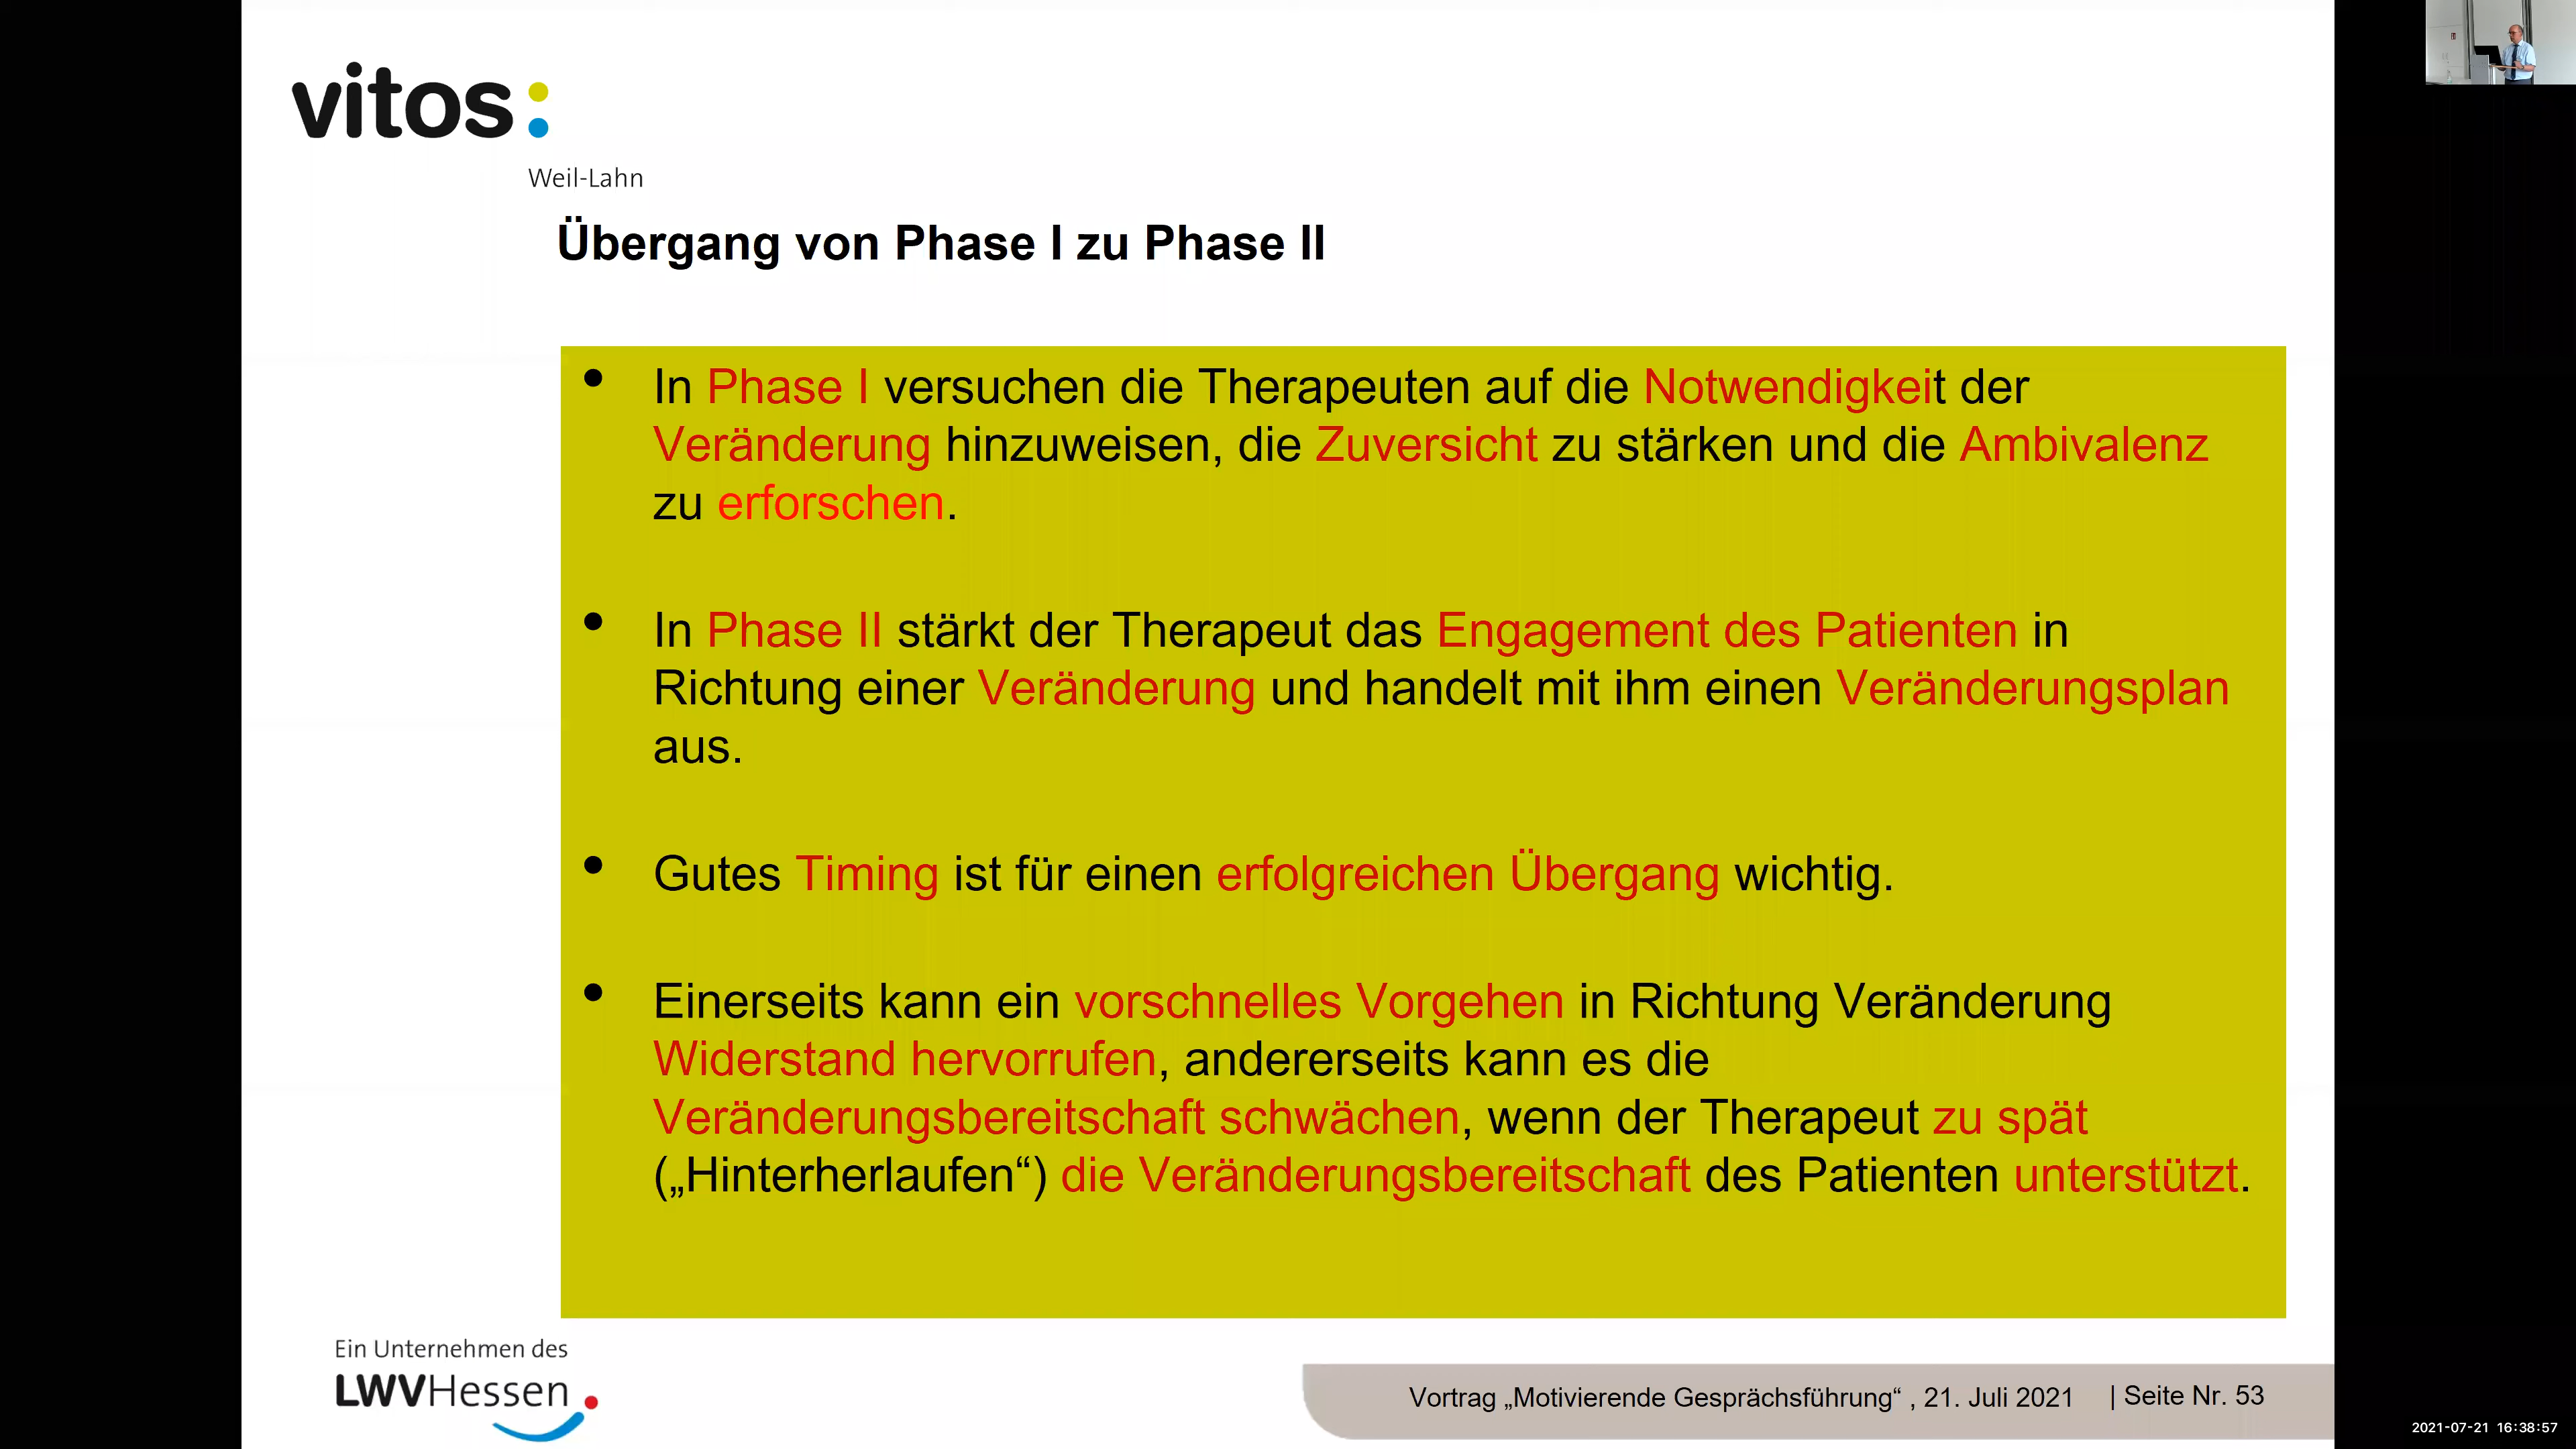 vitos:
Weil-Lahn
Übergang von Phase I zu Phase II
• In Phase I versuchen die Therapeuten auf die Notwendigkeit der
Veränderung hinzuweisen, die Zuversicht zu stärken und die Ambivalenz
zu erforschen.
• In Phase II stärkt der Therapeut das Engagement des Patienten in
Richtung einer Veränderung und handelt mit ihm einen Veränderungsplan
aus.
• Gutes Timing ist für einen erfolgreichen Übergang wichtig.
• Einerseits kann ein vorschnelles Vorgehen in Richtung Veränderung
Widerstand hervorrufen, andererseits kann es die
Veränderungsbereitschaft schwächen, wenn der Therapeut zu spät
(„Hinterherlaufen“) die Veränderungsbereitschaft des Patienten unterstützt.
Ein Unternehmen des
LWVHessen
Vortrag „Motivierende Gesprächsführung“ , 21. Juli 2021 | Seite Nr. 53
2021-07-21 16:38:57